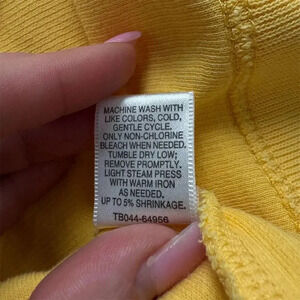 MACHINE WASH WITH
LIKE COLORS, COLD,
GENTLE CYCLE.
ONLY NON-CHLORINE
BLEACH WHEN NEEDED.
TUMBLE DRY LOW;
REMOVE PROMPTLY.
LIGHT STEAM PRESS
WITH WARM IRON
AS NEEDED.
UP TO 5% SHRINKAGE.
TB044-64956